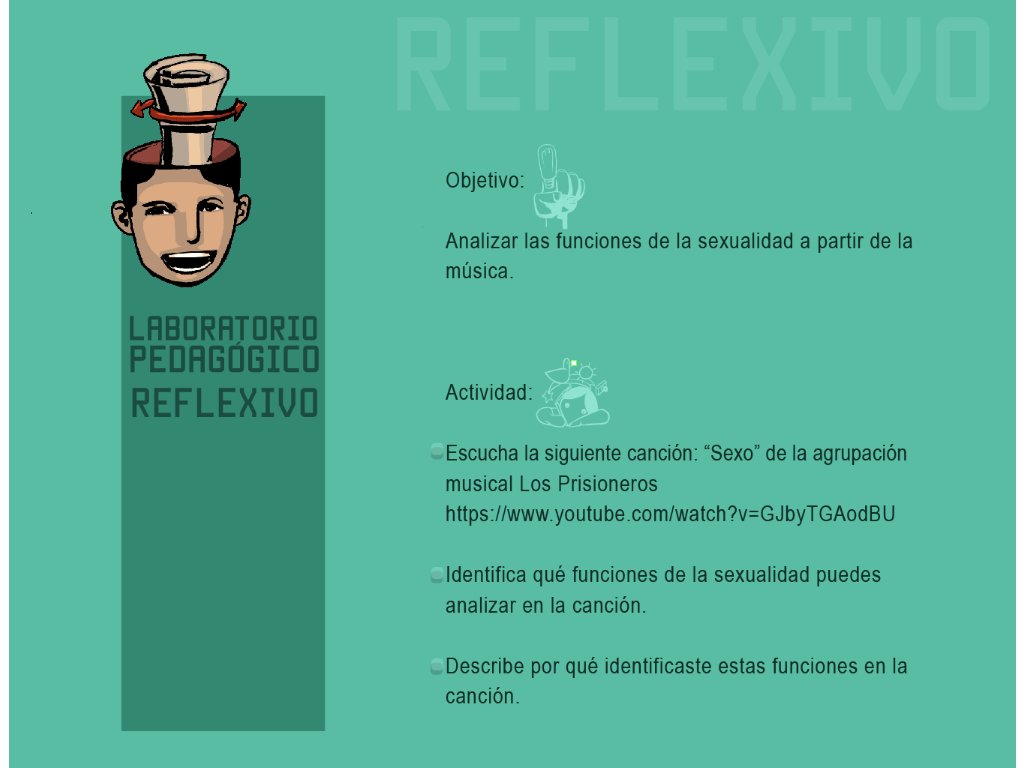 REFLEXIVO
LABORATORIO
PEDAGÓGICO
REFLEXIVO
Objetivo:
Analizar las funciones de la sexualidad a partir de la
música.
Actividad:
Escucha la siguiente canción: “Sexo” de la agrupación
musical Los Prisioneros
https://www.youtube.com/watch?v=GJbyTGAodBU
Identifica qué funciones de la sexualidad puedes
analizar en la canción.
Describe por qué identificaste estas funciones en la
canción.